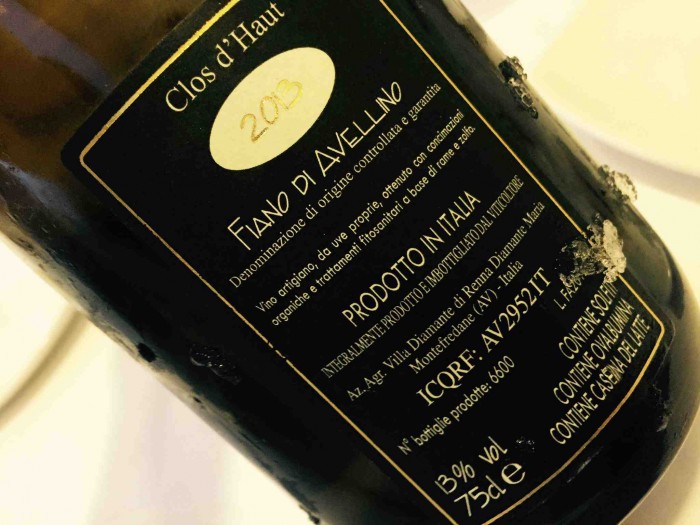 Clos d'Haut
2013
FIANO DI AVELLINO
Denominazione di origine controllata e garantita
Vino artigiano, da uve proprie, ottenuto con concimazioni
organiche e trattamenti fitosanitari a base di rame e zolfo.
PRODOTTO IN ITALIA
INTEGRALMENTE PRODOTTO E IMBOTTIGLIATO DAL VITICOLTORE
Az. Agr. Villa Diamante di Renna Diamante Maria
Montefredane (AV) - Italia
ICQRF: AV2952IT
N° bottiglie prodotte: 6600
13% vol
75cl e
CONTIENE
CONTIENE OVALBUMINA
CONTIENE CASEINA DEL LATTE